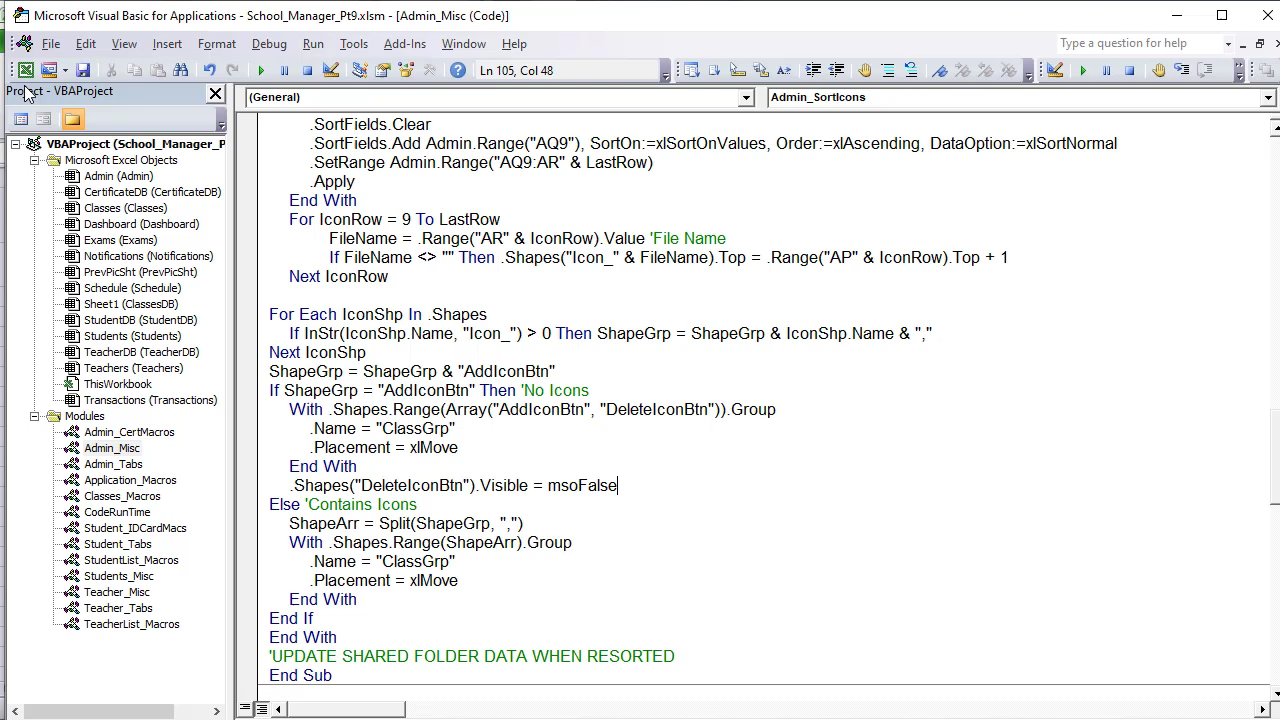 Microsoft Visual Basic for Applications - School_Manager_Pt9.xlsm - [Admin_Misc (Code)]
File Edit View Insert Format Debug Run Tools Add-Ins Window Help Type a question for help
Ln 105, Col 48
Project - VBAProject
(General) Admin_SortIcons
VBAProject (School_Manager_P
Microsoft Excel Objects
Admin (Admin)
CertificateDB (CertificateDB)
Classes (Classes)
Dashboard (Dashboard)
Exams (Exams)
Notifications (Notifications)
PrevPicSht (PrevPicSht)
Schedule (Schedule)
Sheet1 (ClassesDB)
StudentDB (StudentDB)
Students (Students)
TeacherDB (TeacherDB)
Teachers (Teachers)
ThisWorkbook
Transactions (Transactions)
Modules
Admin_CertMacros
Admin_Misc
Admin_Tabs
Application_Macros
Classes_Macros
CodeRunTime
Student_IDCardMacs
Student_Tabs
StudentList_Macros
Students_Misc
Teacher_Misc
Teacher_Tabs
TeacherList_Macros
.SortFields.Clear
.SortFields.Add Admin.Range("AQ9"), SortOn:=xlSortOnValues, Order:=xlAscending, DataOption:=xlSortNormal
.SetRange Admin.Range("AQ9:AR" & LastRow)
.Apply
End With
For IconRow = 9 To LastRow
FileName = .Range("AR" & IconRow).Value 'File Name
If FileName <> "" Then .Shapes("Icon_" & FileName).Top = .Range("AP" & IconRow).Top + 1
Next IconRow
For Each IconShp In .Shapes
If InStr(IconShp.Name, "Icon_") > 0 Then ShapeGrp = ShapeGrp & IconShp.Name & ","
Next IconShp
ShapeGrp = ShapeGrp & "AddIconBtn"
If ShapeGrp = "AddIconBtn" Then 'No Icons
With .Shapes.Range(Array("AddIconBtn", "DeleteIconBtn")).Group
.Name = "ClassGrp"
.Placement = xlMove
End With
.Shapes("DeleteIconBtn").Visible = msoFalse
Else 'Contains Icons
ShapeArr = Split(ShapeGrp, ",")
With .Shapes.Range(ShapeArr).Group
.Name = "ClassGrp"
.Placement = xlMove
End With
End If
End With
'UPDATE SHARED FOLDER DATA WHEN RESORTED
End Sub